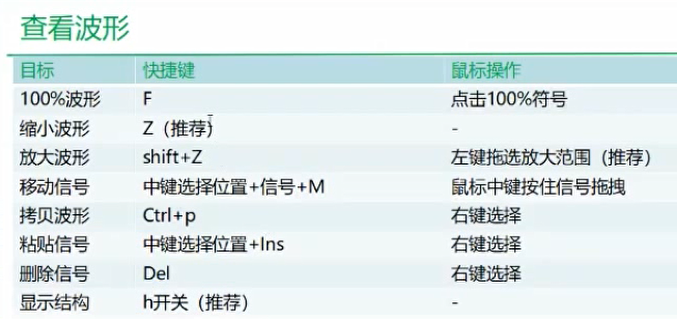 查看波形
目标 快捷键 鼠标操作
100%波形 F 点击100%符号
缩小波形 Z（推荐） -
放大波形 shift+Z 左键拖选放大范围（推荐）
移动信号 中键选择位置+信号+M 鼠标中键按住信号拖拽
拷贝波形 Ctrl+p 右键选择
粘贴信号 中键选择位置+Ins 右键选择
删除信号 Del 右键选择
显示结构 h开关（推荐） -